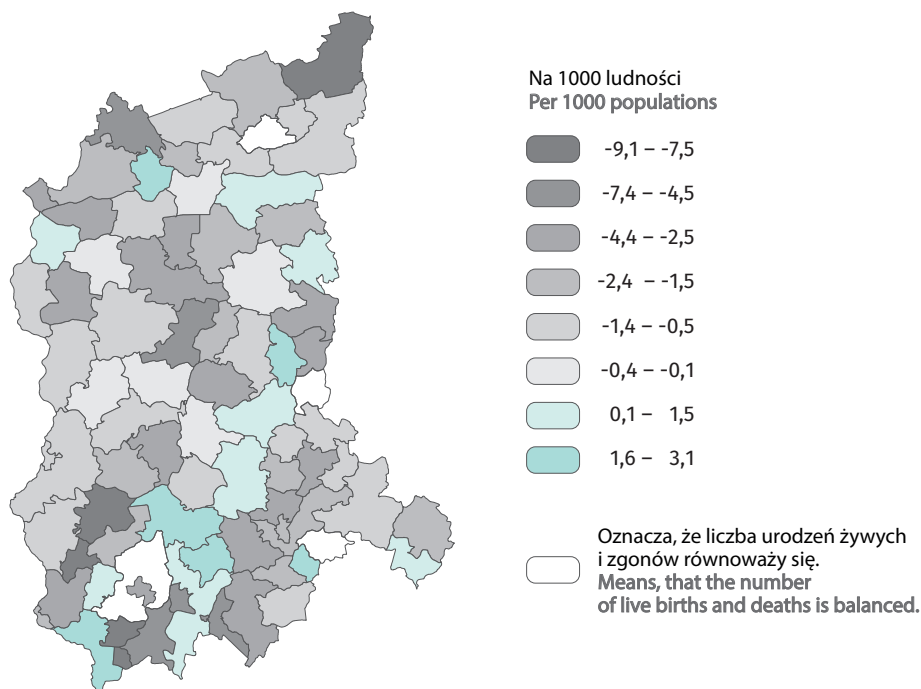 Na 1000 ludności
Per 1000 populations
-9,1 – -7,5
-7,4 – -4,5
-4,4 – -2,5
-2,4 – -1,5
-1,4 – -0,5
-0,4 – -0,1
0,1 – 1,5
1,6 – 3,1
Oznacza, że liczba urodzeń żywych
i zgonów równoważy się.
Means, that the number
of live births and deaths is balanced.